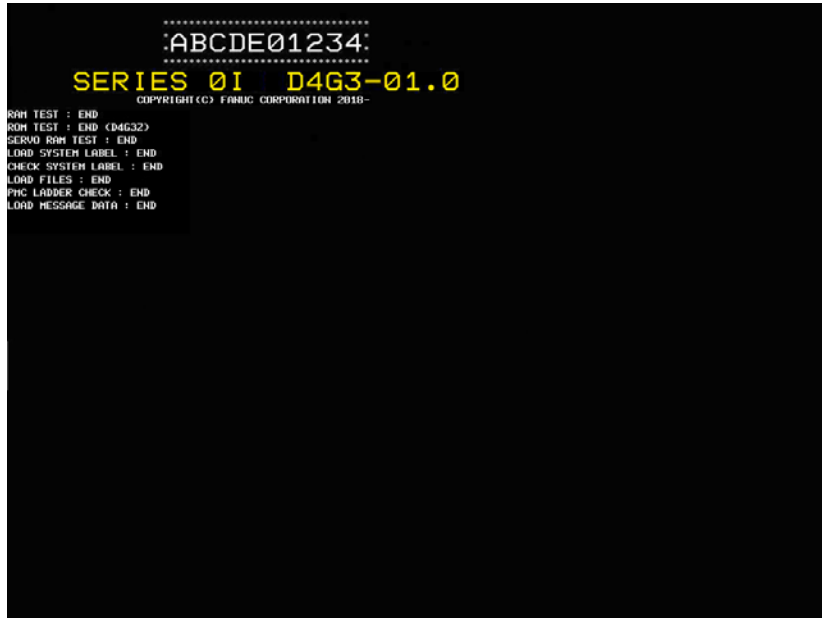 ABCDE01234
SERIES 0I D4G3-01.0
COPYRIGHT(C) FANUC CORPORATION 2018-
RAM TEST : END
ROM TEST : END (D4G32)
SERVO RAM TEST : END
LOAD SYSTEM LABEL : END
CHECK SYSTEM LABEL : END
LOAD FILES : END
PMC LADDER CHECK : END
LOAD MESSAGE DATA : END